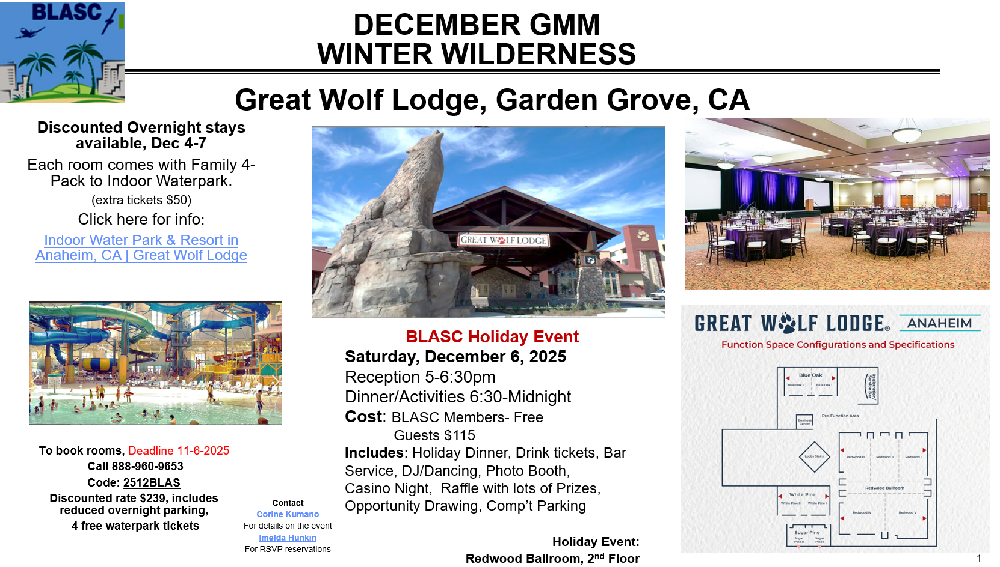 BLASC
DECEMBER GMM
WINTER WILDERNESS
Great Wolf Lodge, Garden Grove, CA
Discounted Overnight stays
available, Dec 4-7
Each room comes with Family 4-
Pack to Indoor Waterpark.
(extra tickets $50)
Click here for info:
Indoor Water Park & Resort in
Anaheim, CA | Great Wolf Lodge
To book rooms, Deadline 11-6-2025
Call 888-960-9653
Code: 2512BLAS
Discounted rate $239, includes
reduced overnight parking,
4 free waterpark tickets
Contact
Corine Kumano
For details on the event
Imelda Hunkin
For RSVP reservations
GREAT WOLF LODGE
BLASC Holiday Event
Saturday, December 6, 2025
Reception 5-6:30pm
Dinner/Activities 6:30-Midnight
Cost: BLASC Members- Free
Guests $115
Includes: Holiday Dinner, Drink tickets, Bar
Service, DJ/Dancing, Photo Booth,
Casino Night,  Raffle with lots of Prizes,
Opportunity Drawing, Comp’t Parking
Holiday Event:
Redwood Ballroom, 2nd Floor
GREAT WOLF LODGE® ANAHEIM
Function Space Configurations and Specifications
Blue Oak
Blue Oak II
Blue Oak I
Registration/
Service Bar
Pre-Function Area
Business
Center
Lobby Stairs
Redwood III
Redwood II
Redwood I
Redwood Ballroom
White Pine
White Pine II
White Pine I
Redwood IV
Redwood V
Sugar Pine
Sugar
Pine II
Sugar
Pine I
1